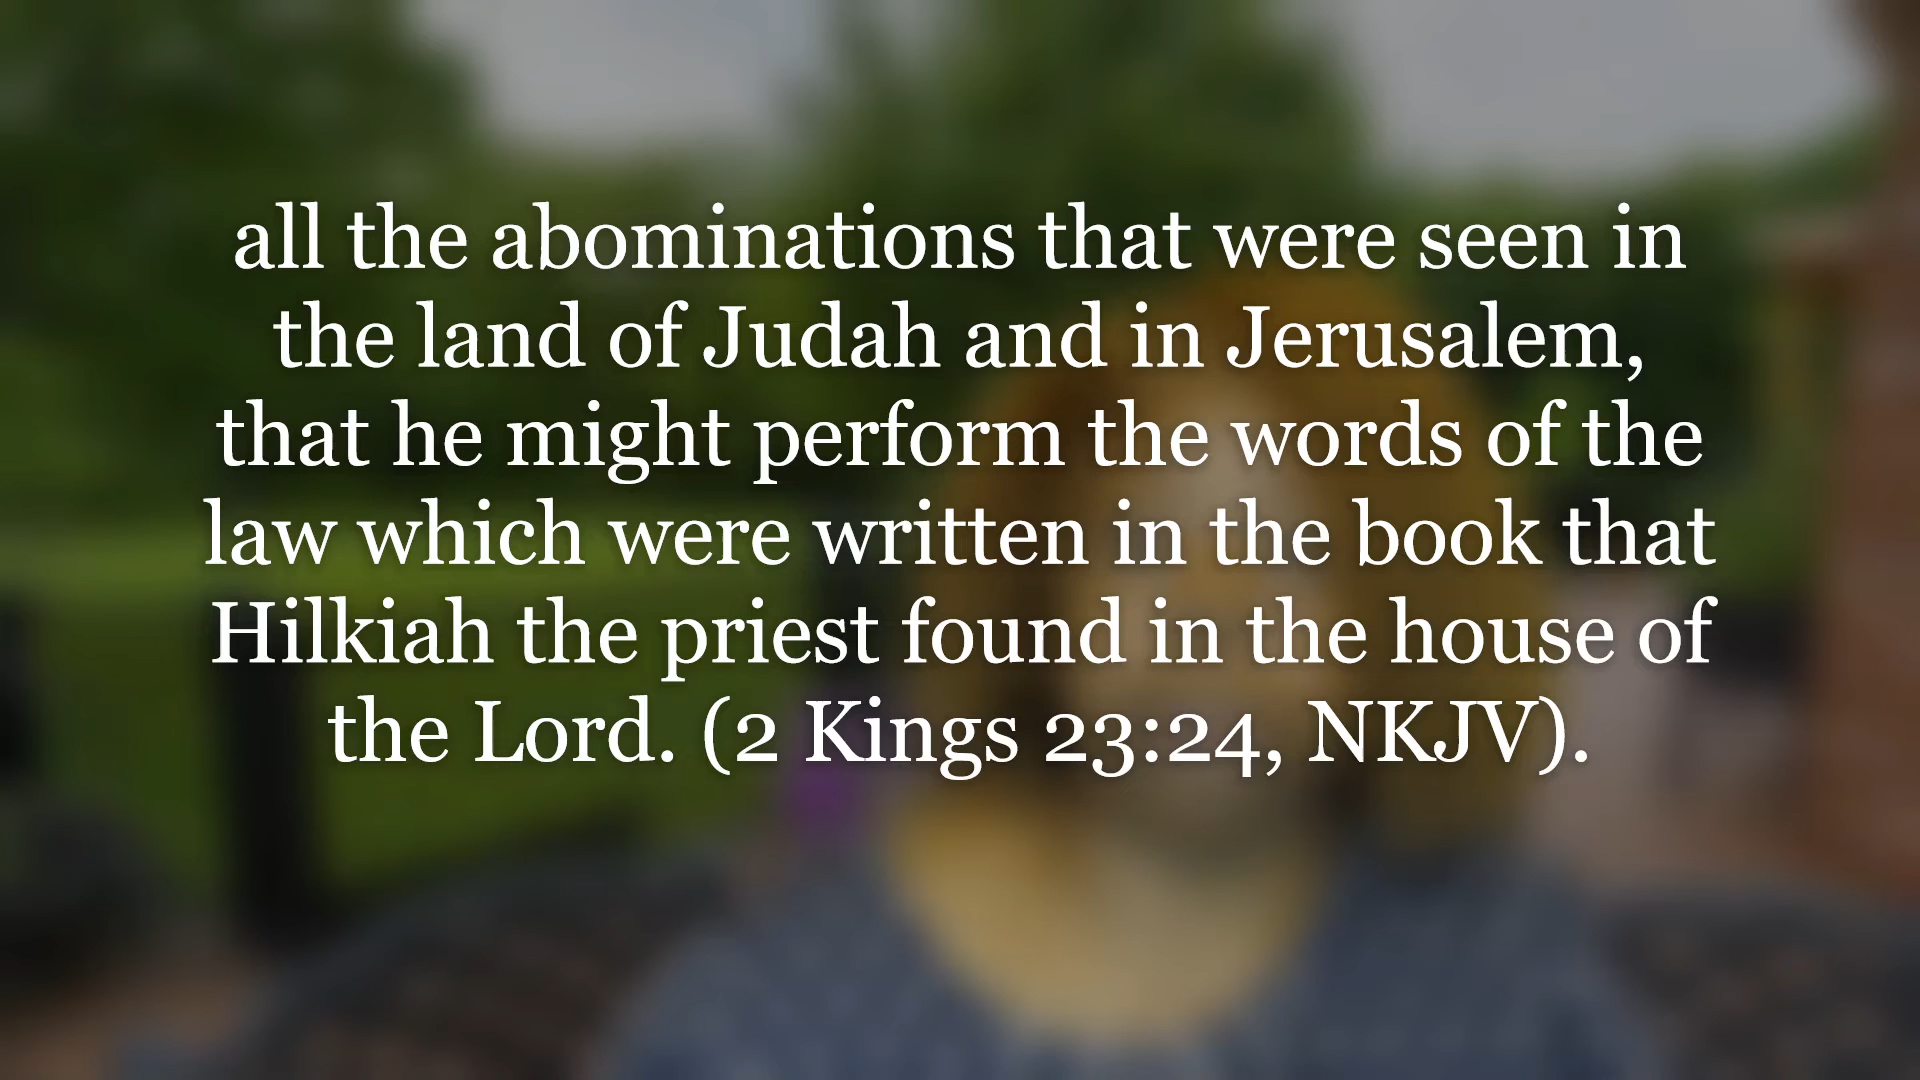 all the abominations that were seen in
the land of Judah and in Jerusalem,
that he might perform the words of the
law which were written in the book that
Hilkiah the priest found in the house of
the Lord. (2 Kings 23:24, NKJV).